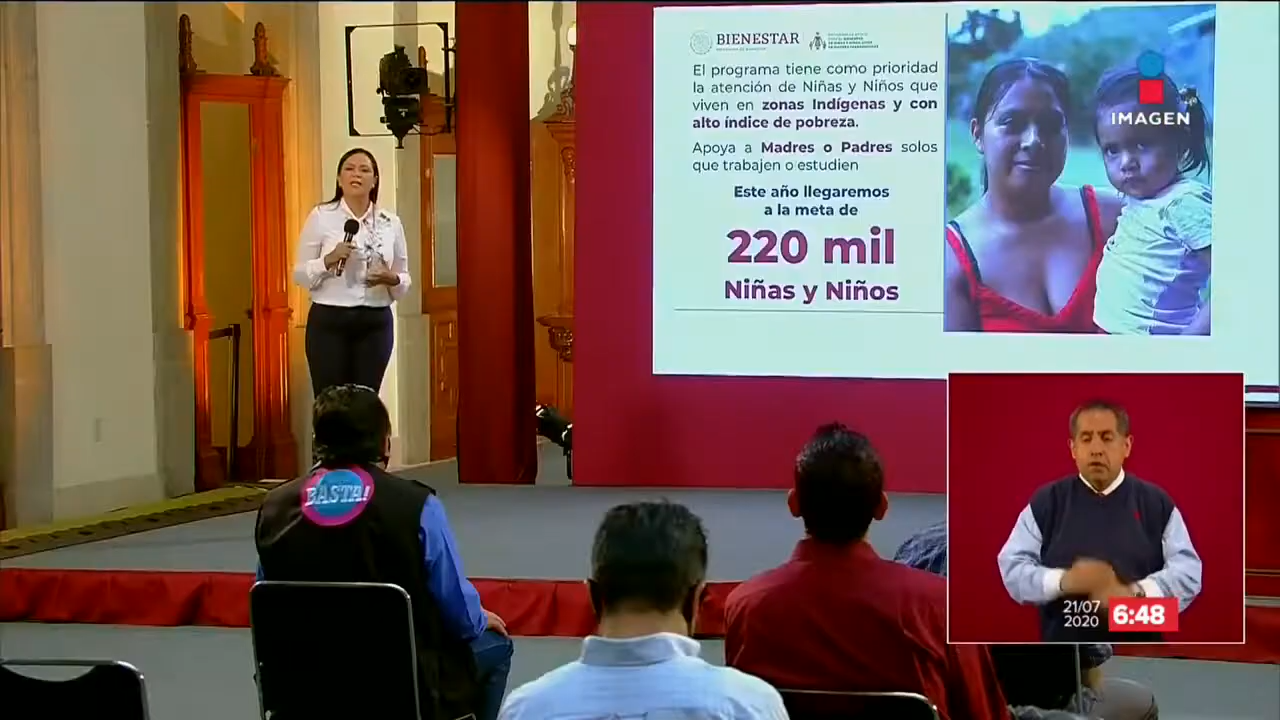 BIENESTAR
El programa tiene como prioridad
la atención de Niñas y Niños que
viven en zonas Indígenas y con
alto índice de pobreza.
Apoya a Madres o Padres solos
que trabajen o estudien
Este año llegaremos
a la meta de
220 mil
Niñas y Niños
IMAGEN
BASTA!
21/07
2020
6:48